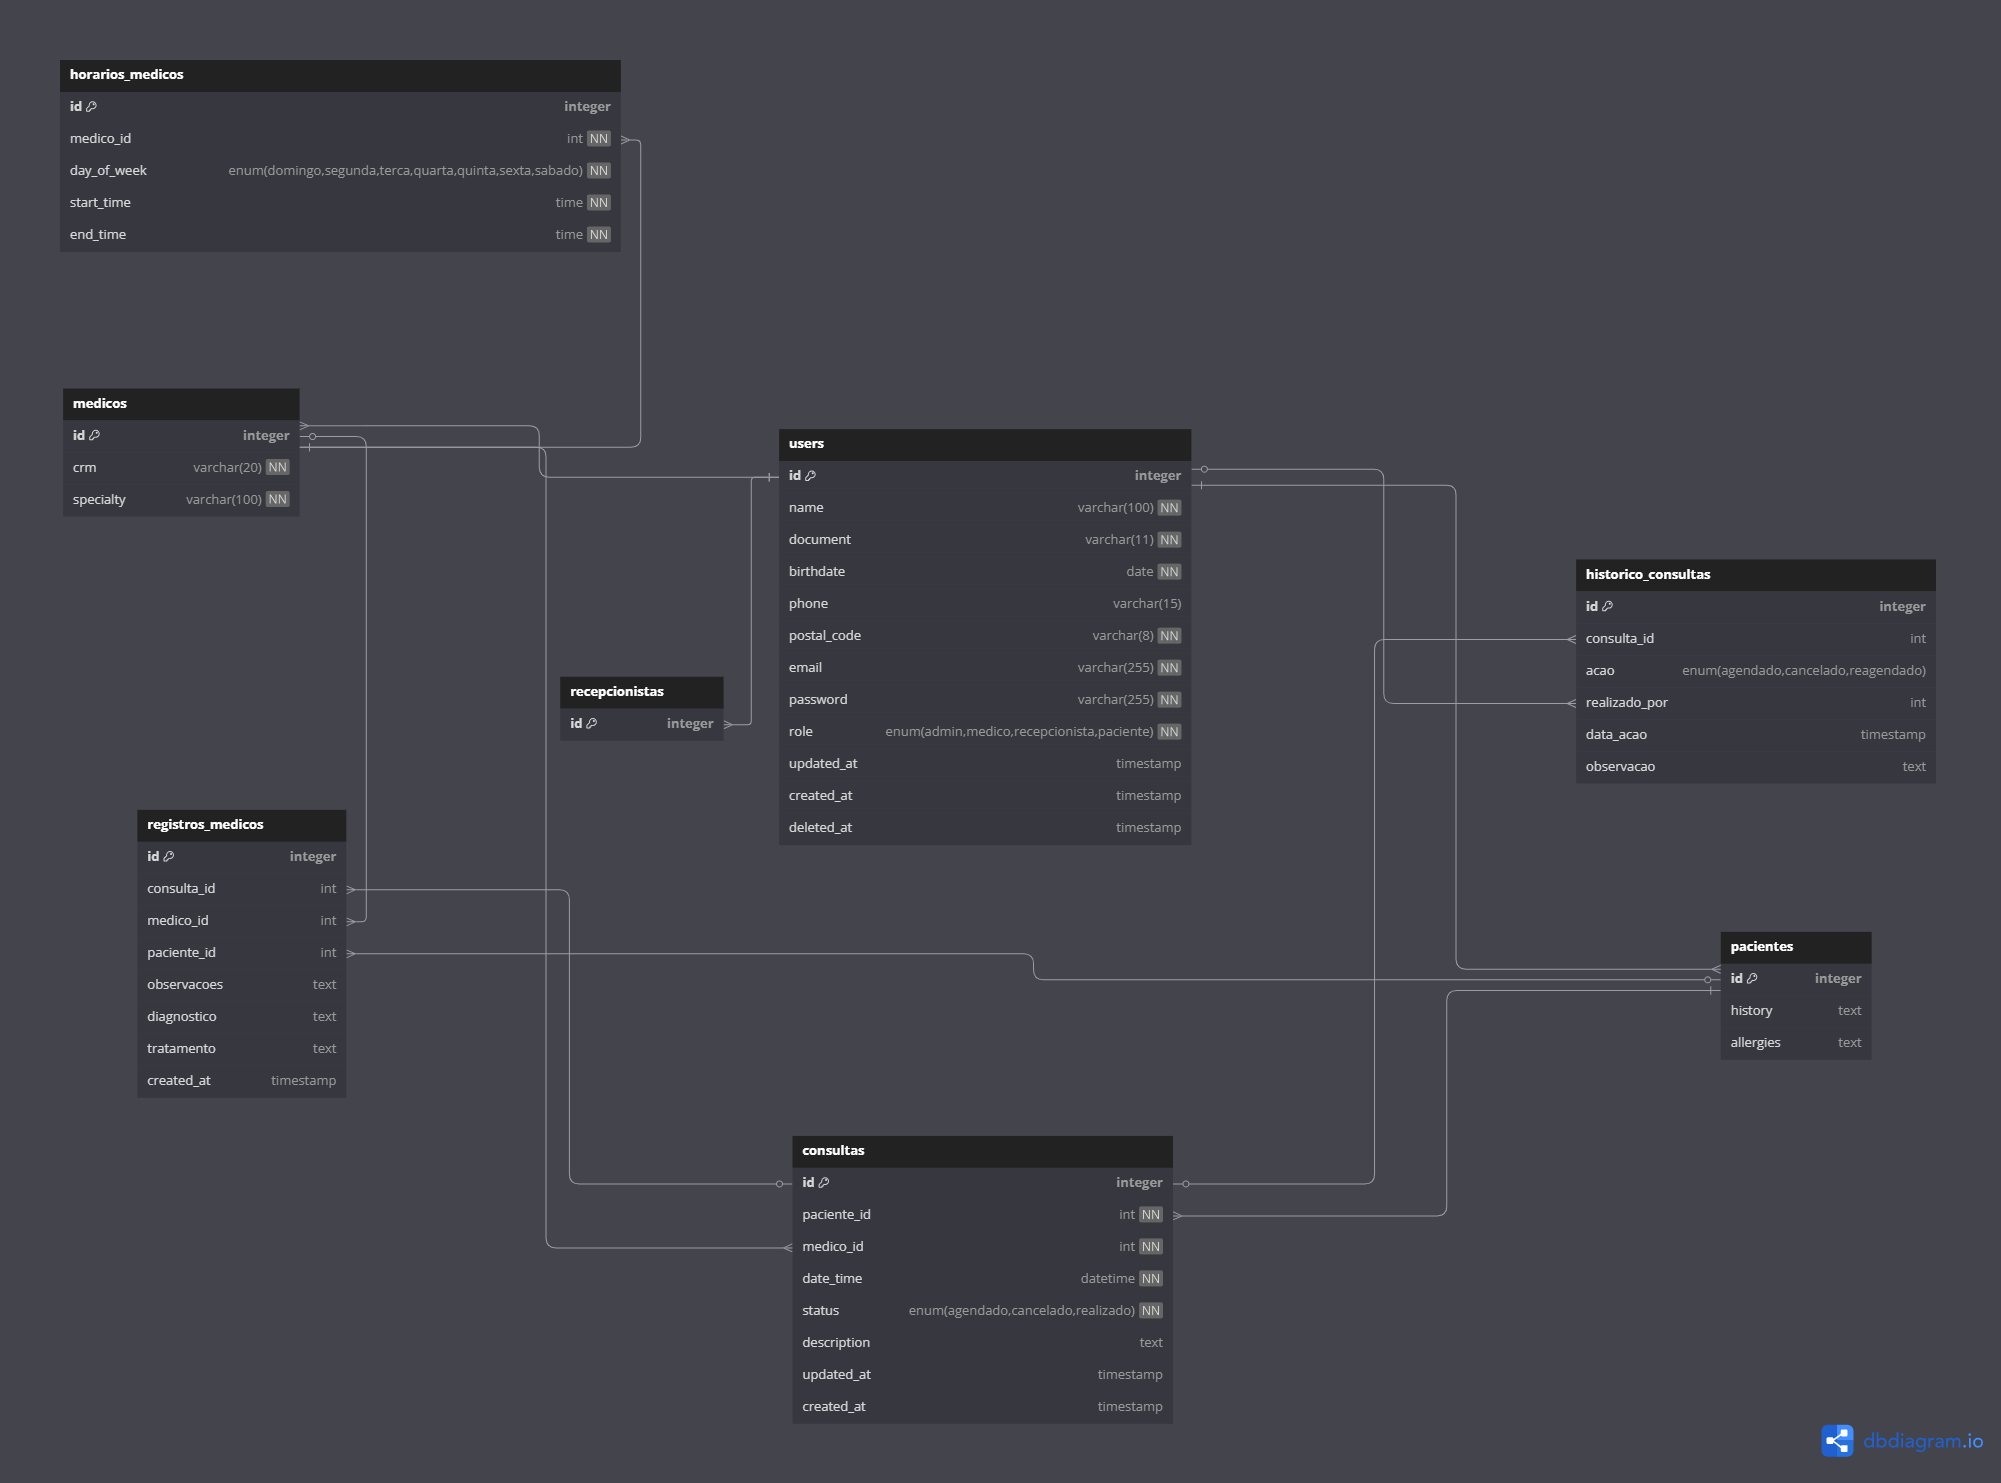 horarios_medicos
id integer
medico_id int NN
day_of_week enum(domingo,segunda,terca,quarta,quinta,sexta,sabado) NN
start_time time NN
end_time time NN
medicos
id integer
crm varchar(20) NN
specialty varchar(100) NN
users
id integer
name varchar(100) NN
document varchar(11) NN
birthdate date NN
phone varchar(15)
postal_code varchar(8) NN
email varchar(255) NN
password varchar(255) NN
role enum(admin,medico,recepcionista,paciente) NN
updated_at timestamp
created_at timestamp
deleted_at timestamp
historico_consultas
id integer
consulta_id int
acao enum(agendado,cancelado,reagendado)
realizado_por int
data_acao timestamp
observacao text
recepcionistas
id integer
registros_medicos
id integer
consulta_id int
medico_id int
paciente_id int
observacoes text
diagnostico text
tratamento text
created_at timestamp
pacientes
id integer
history text
allergies text
consultas
id integer
paciente_id int NN
medico_id int NN
date_time datetime NN
status enum(agendado,cancelado,realizado) NN
description text
updated_at timestamp
created_at timestamp
dbdiagram.io